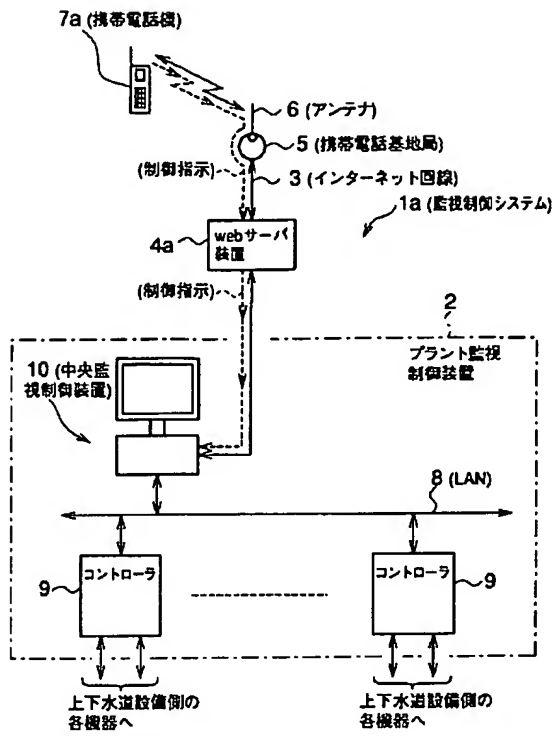 7a (携帯電話機)
6 (アンテナ)
5 (携帯電話基地局)
(制御指示)
3 (インターネット回線)
1a (監視制御システム)
4a
webサーバ
装置
(制御指示)
2
プラント監視
制御装置
10 (中央監
視制御装置)
8 (LAN)
9
コントローラ
コントローラ
9
上下水道設備側の
各機器へ
上下水道設備側の
各機器へ